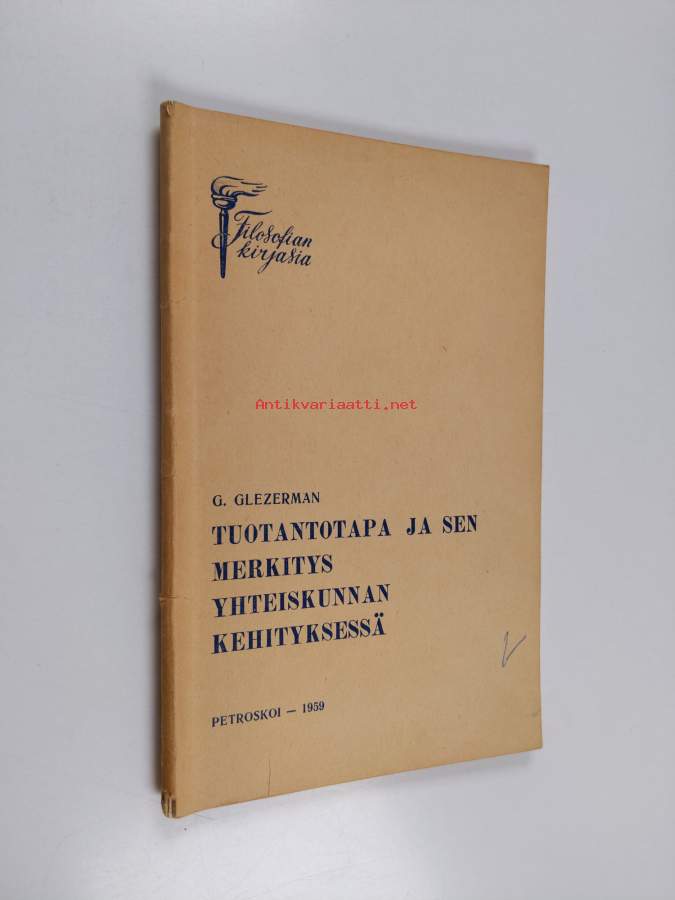 Filosofian
kirjasia
Antikvariaatti.net
G. GLEZERMAN
TUOTANTOTAPA JA SEN
MERKITYS
YHTEISKUNNAN
KEHITYKSESSÄ
PETROSKOI — 1959